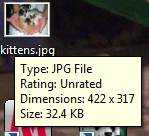 kittens.jpg
Type: JPG File
Rating: Unrated
Dimensions: 422 x 317
Size: 32.4 KB